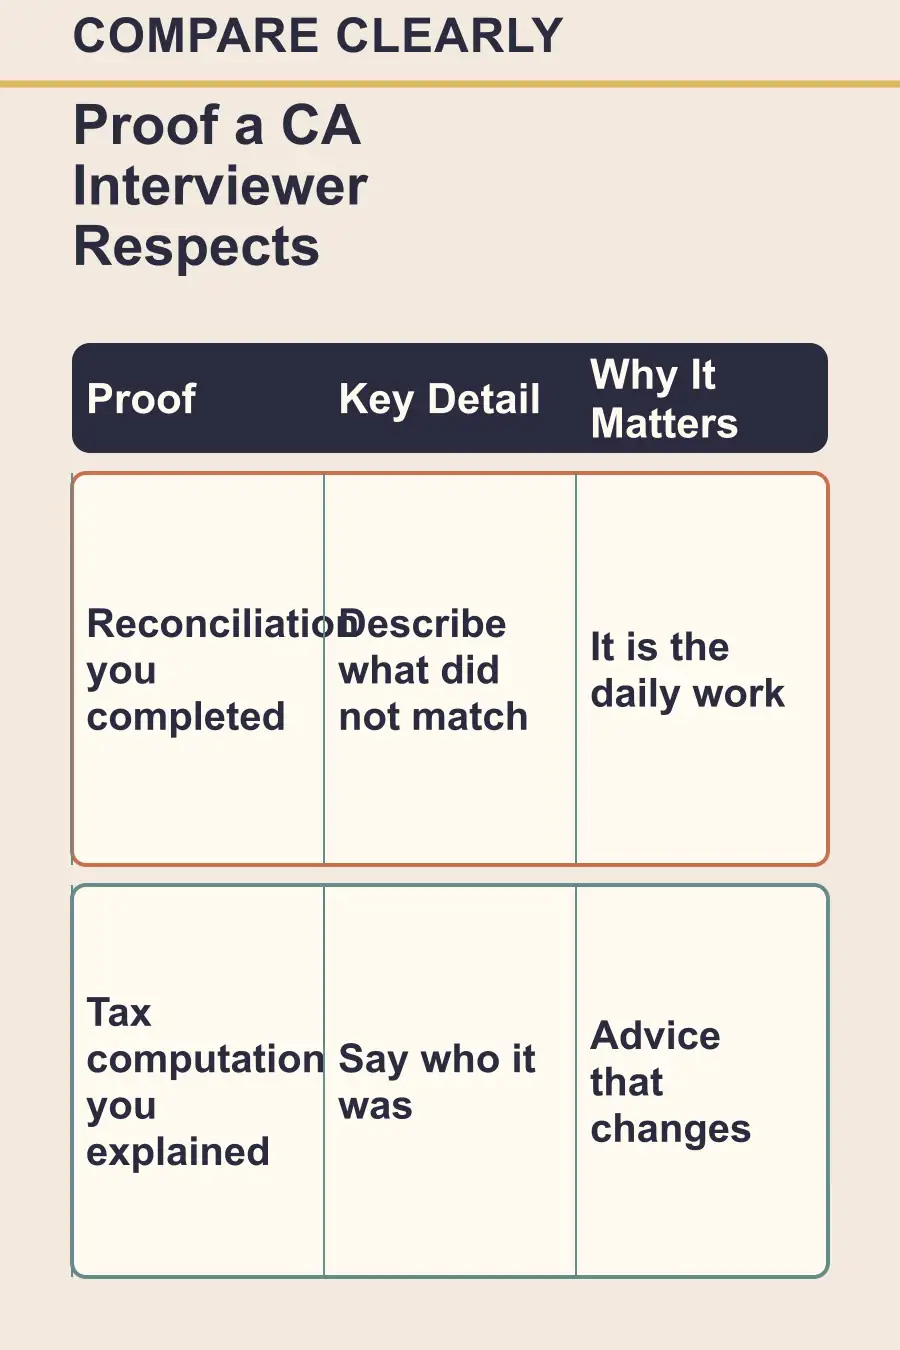 COMPARE CLEARLY
Proof a CA
Interviewer
Respects
Proof
Key Detail
Why It
Matters
Reconciliation
you
completed
Describe
what did
not match
It is the
daily work
Tax
computation
you
explained
Say who it
was
Advice
that
changes